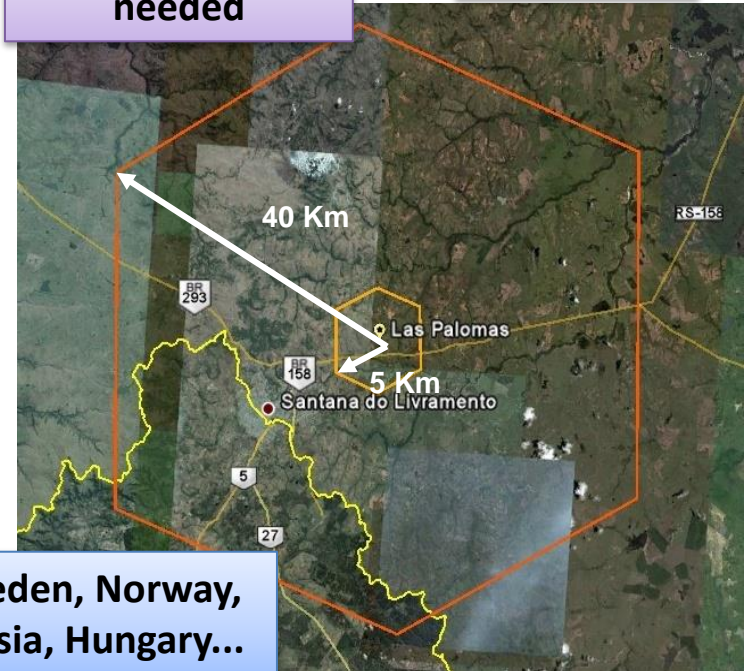 needed
40 Km
RS-158
BR
293
Las Palomas
BR
158
5 Km
Santana do Livramento
5
27
eden, Norway,
sia, Hungary...